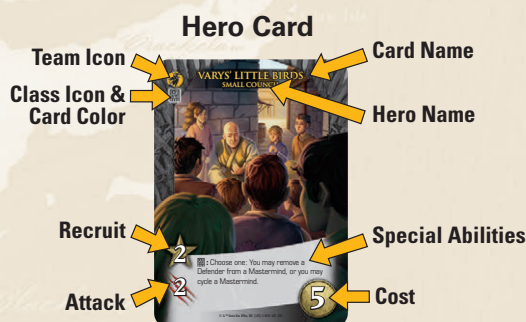 Hero Card
Team Icon
Class Icon &
Card Color
Recruit
Attack
VARYS' LITTLE BIRDS
SMALL COUNCIL
2
2
: Choose one: You may remove a
Defender from a Mastermind, or you may
cycle a Mastermind.
5
Card Name
Hero Name
Special Abilities
Cost